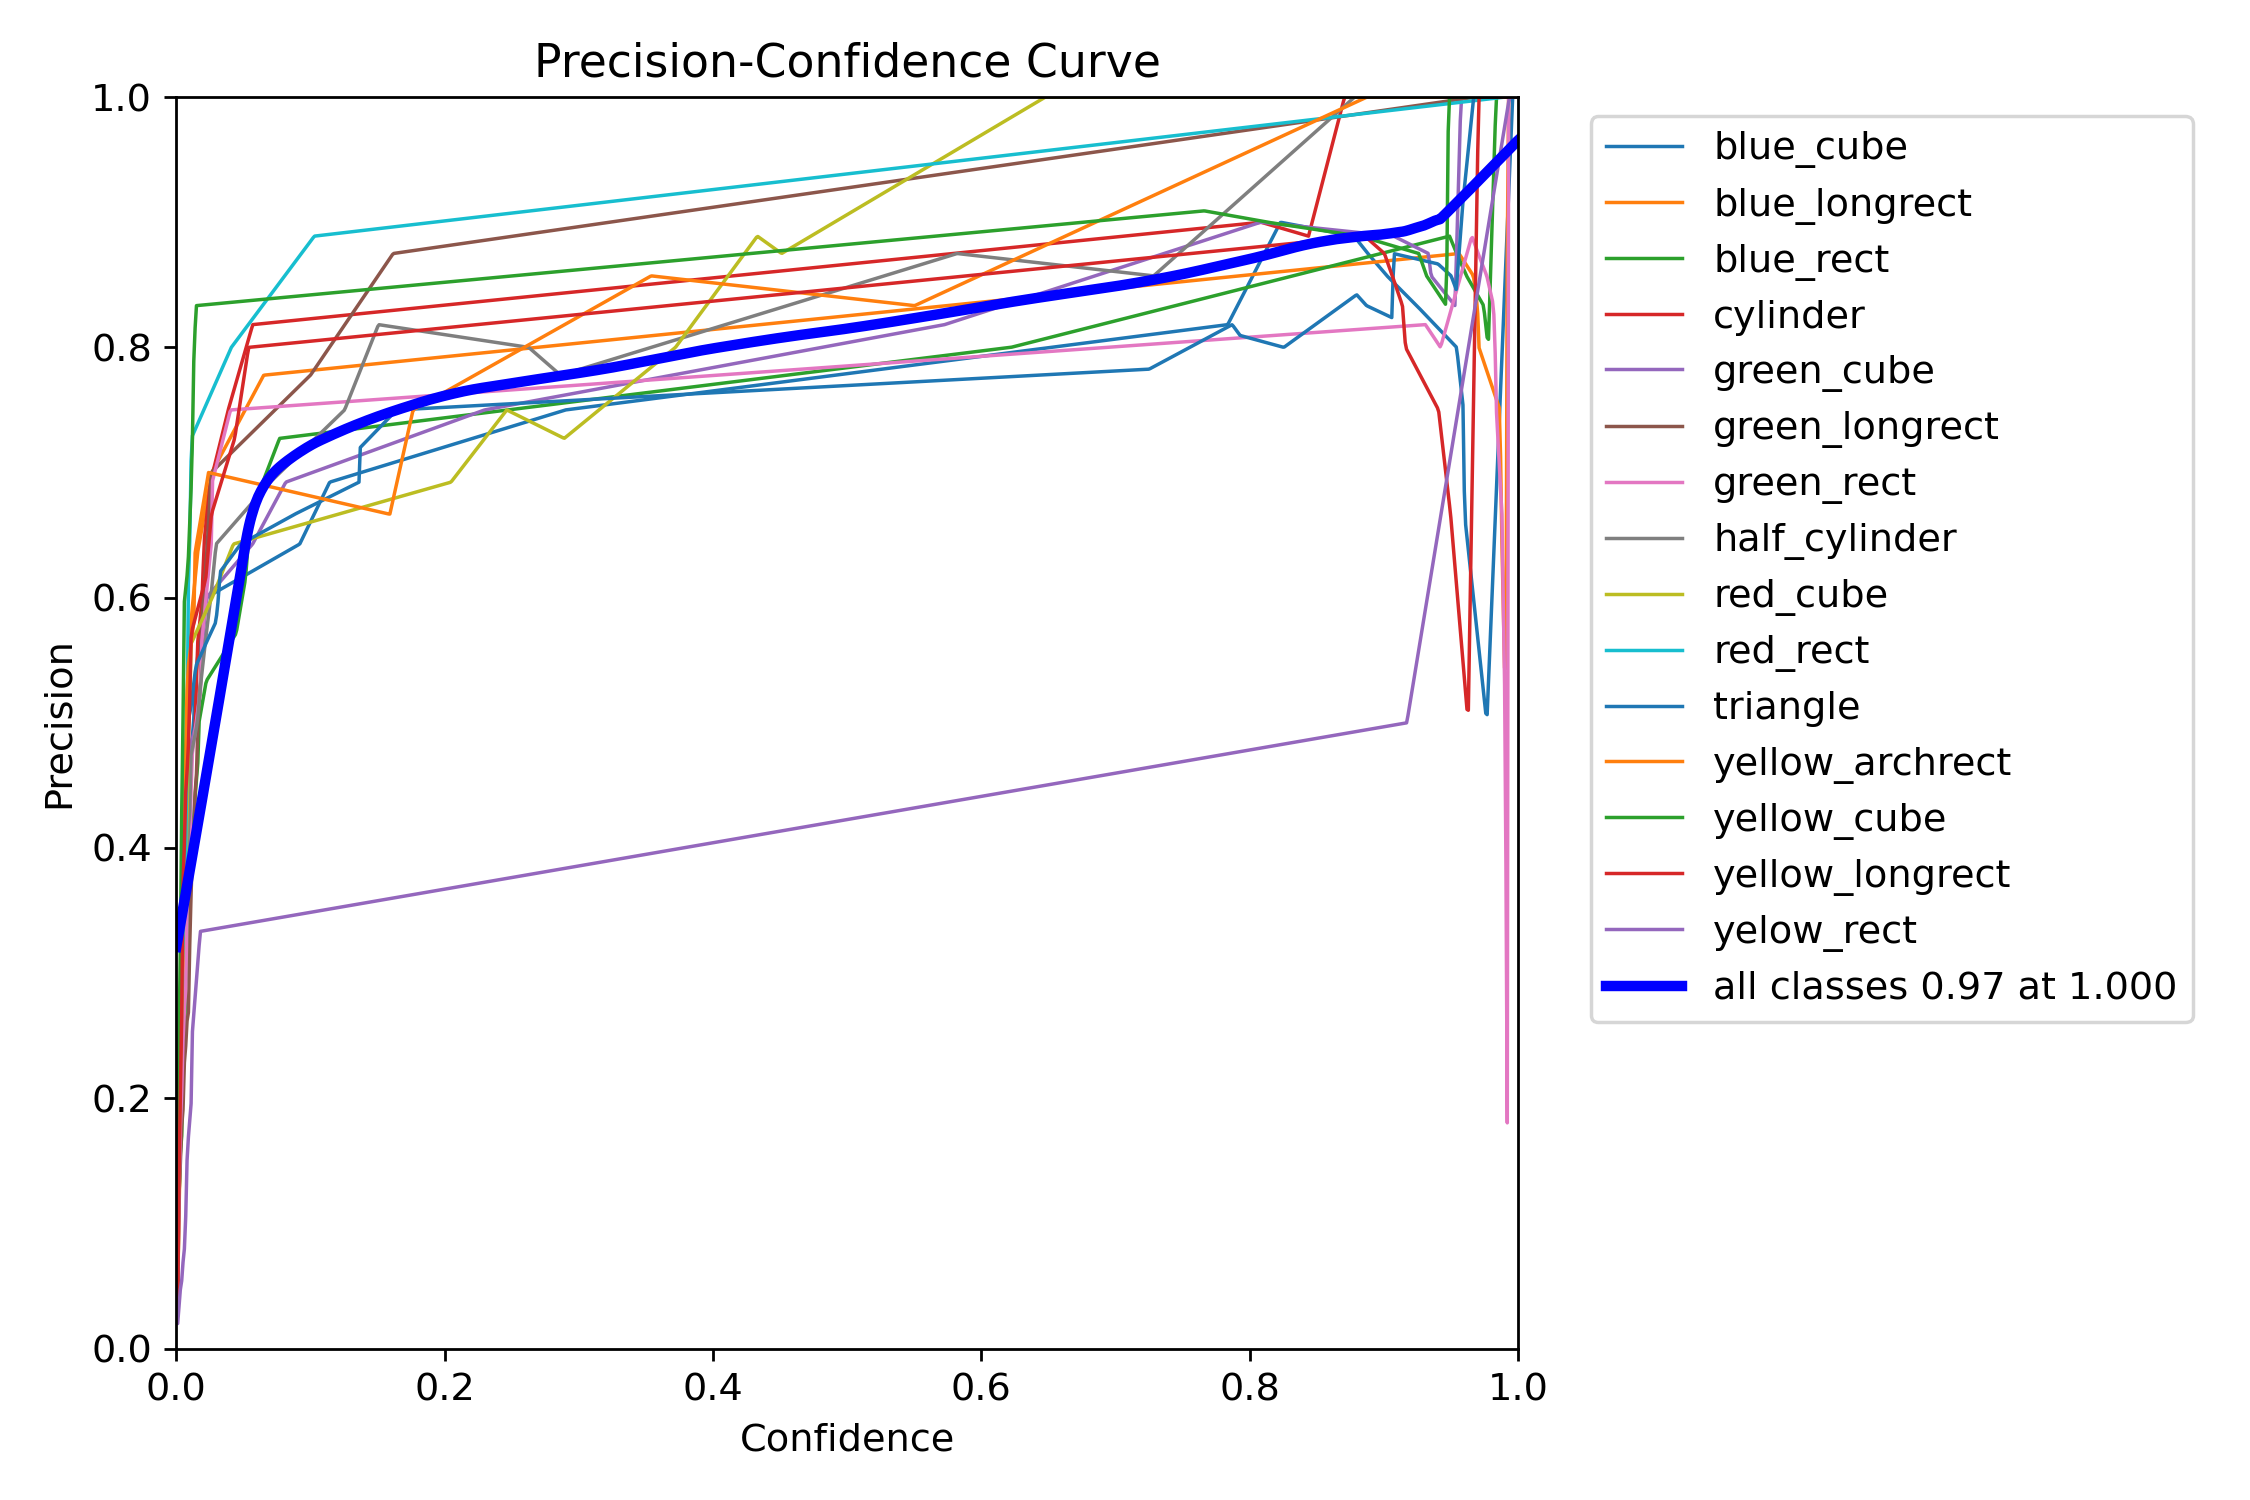 Precision-Confidence Curve
1.0
0.8
0.6
0.4
0.2
0.0
Precision
0.0 0.2 0.4 0.6 0.8 1.0
Confidence
blue_cube
blue_longrect
blue_rect
cylinder
green_cube
green_longrect
green_rect
half_cylinder
red_cube
red_rect
triangle
yellow_archrect
yellow_cube
yellow_longrect
yelow_rect
all classes 0.97 at 1.000